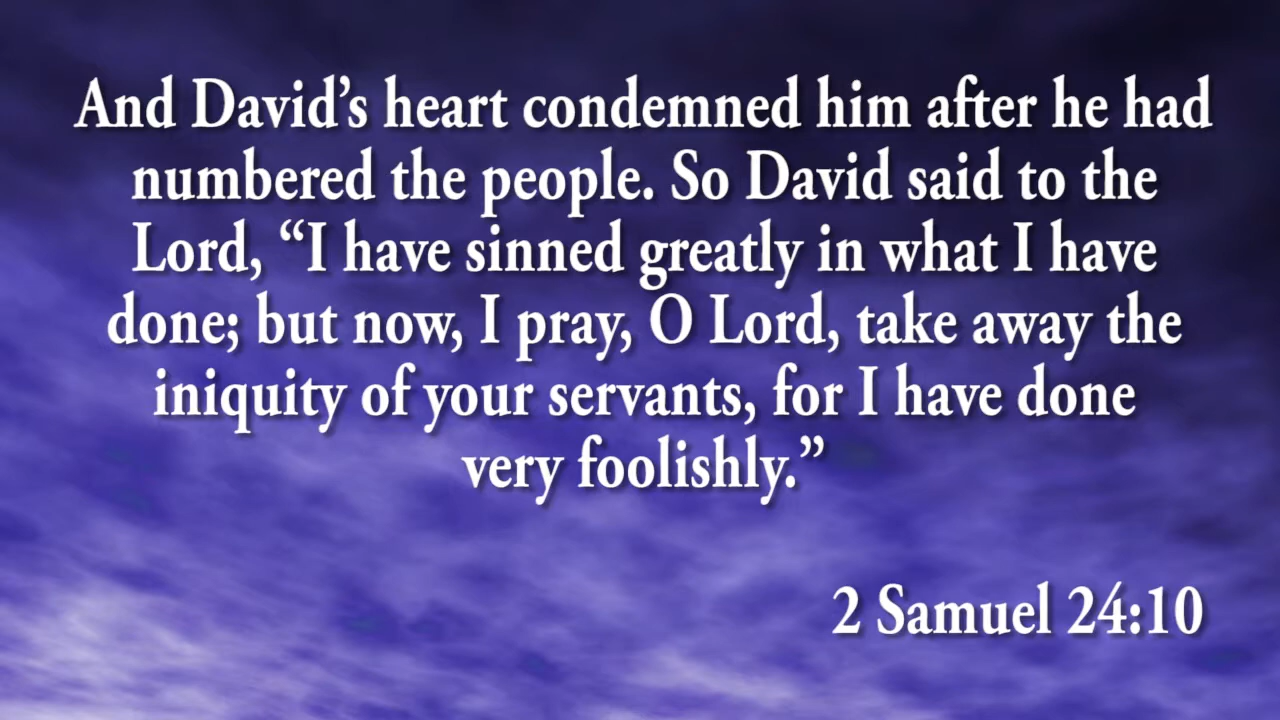 And David’s heart condemned him after he had
numbered the people. So David said to the
Lord, “I have sinned greatly in what I have
done; but now, I pray, O Lord, take away the
iniquity of your servants, for I have done
very foolishly.”
2 Samuel 24:10